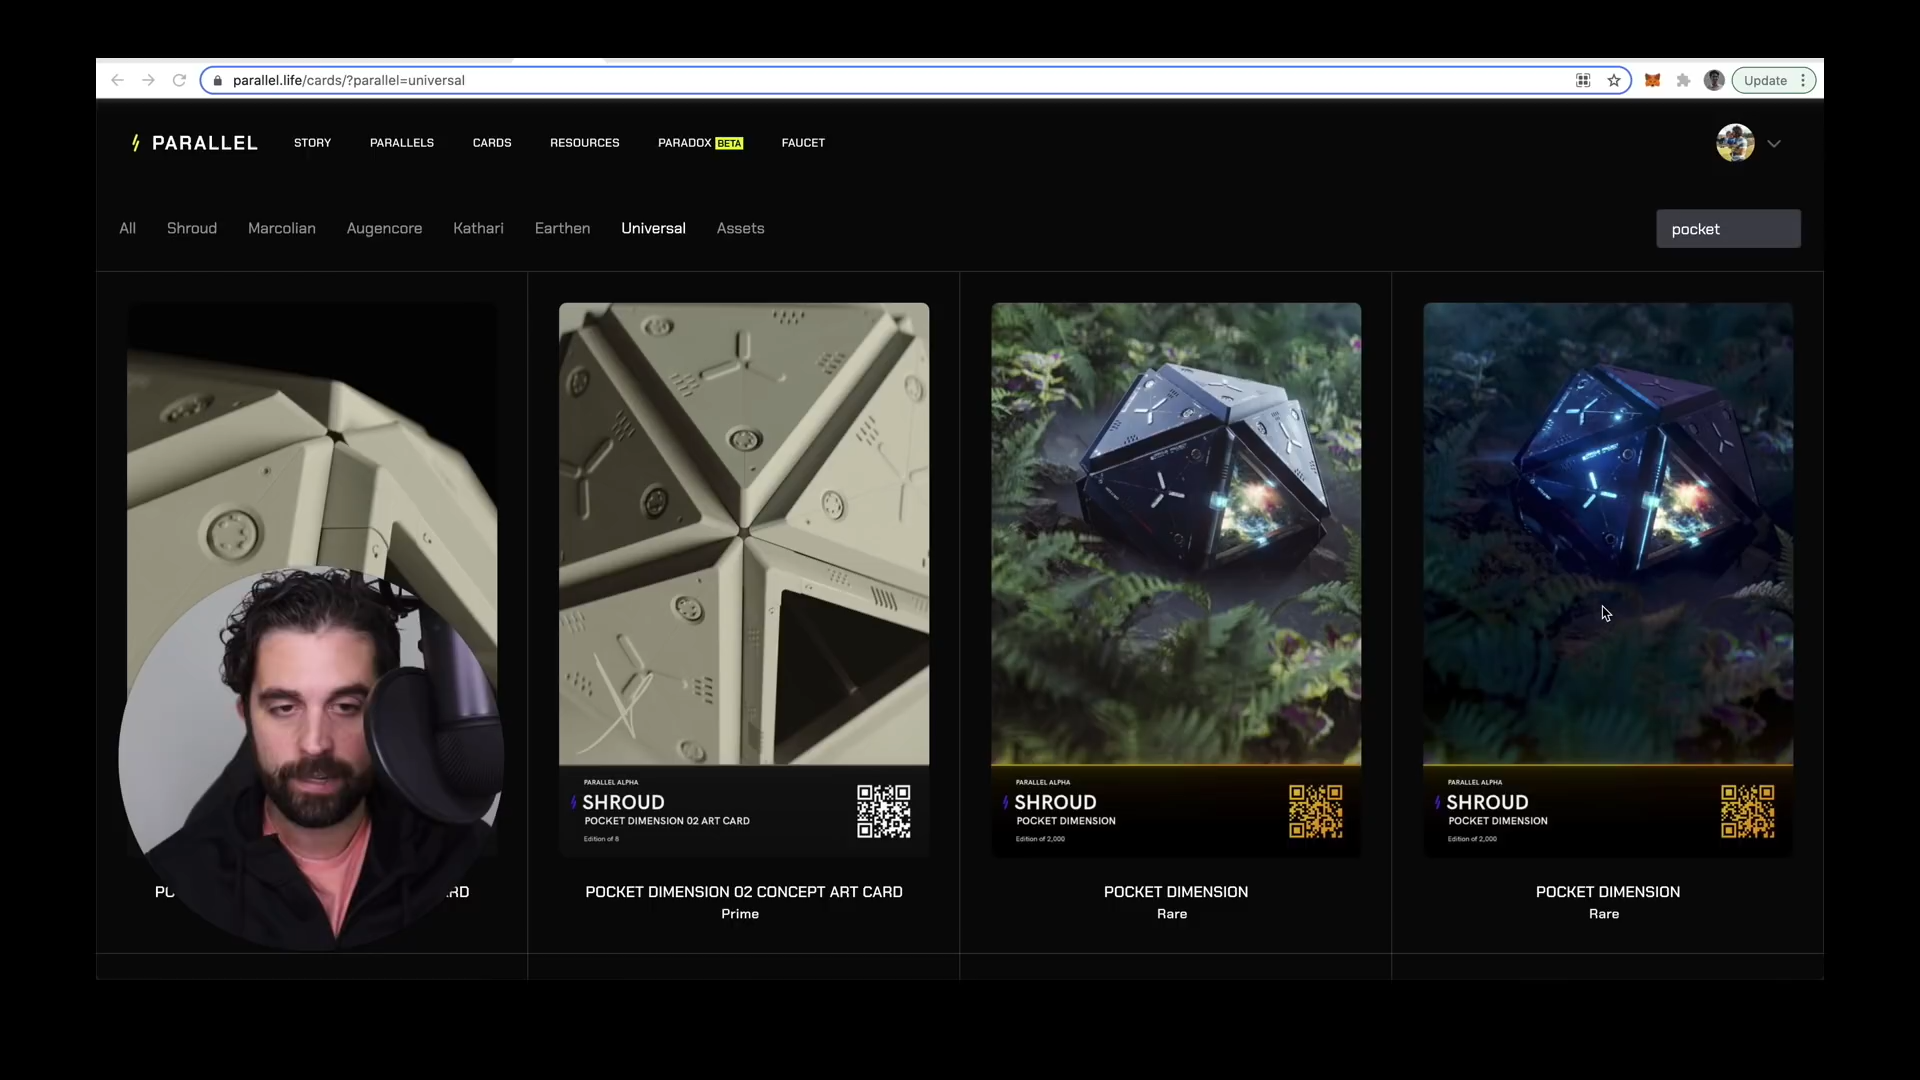 parallel.life/cards/?parallel=universal
Update
PARALLEL
STORY
PARALLELS
CARDS
RESOURCES
PARADOX BETA
FAUCET
All
Shroud
Marcolian
Augencore
Kathari
Earthen
Universal
Assets
pocket
PARALLEL ALPHA
SHROUD
POCKET DIMENSION 02 ART CARD
Edition of 8
PARALLEL ALPHA
SHROUD
POCKET DIMENSION
Edition of 2,000
PARALLEL ALPHA
SHROUD
POCKET DIMENSION
Edition of 2,000
POCKET DIMENSION 02 CONCEPT ART CARD
Prime
POCKET DIMENSION
Rare
POCKET DIMENSION
Rare